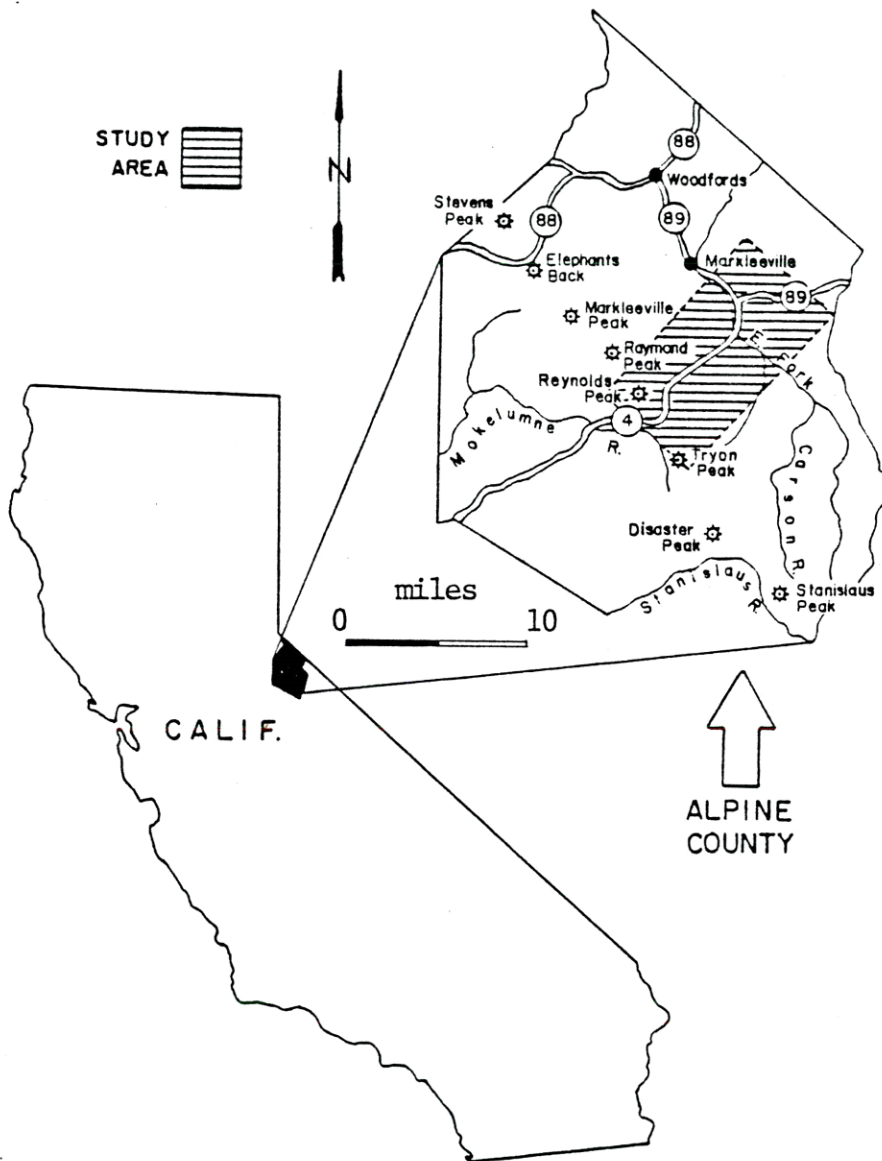 STUDY
AREA
N
88
Woodfords
Stevens
Peak
88
89
Elephants
Back
Markleeville
89
Markleeville
Peak
Raymond
Peak
E. Fork
Reynolds
Peak
Mokelumne
4
R.
Tryon
Peak
Carson R.
Disaster
Peak
Stanislaus R.
Stanislaus
Peak
miles
0 10
CALIF.
ALPINE
COUNTY